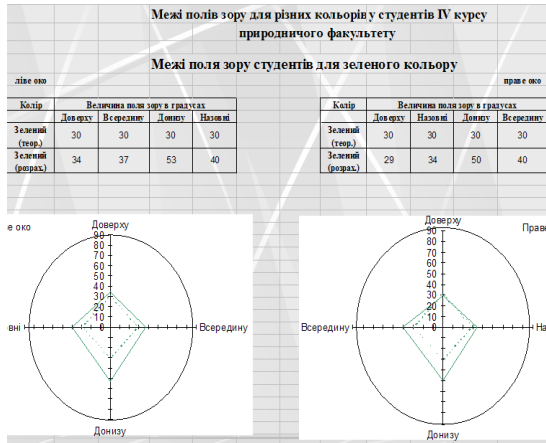 Межі полів зору для різних кольорів у студентів IV курсу
природничого факультету
Межі поля зору студентів для зеленого кольору
ліве око
праве око
Колір Величина поля зору в градусах
Доверху Всередину Донизу Назовні
Зелений (теор.) 30 30 30 30
Зелений (розрах.) 34 37 53 40
Колір Величина поля зору в градусах
Доверху Назовні Донизу Всередину
Зелений (теор.) 30 30 30 30
Зелений (розрах.) 29 34 50 40
е око
Доверху
90
80
70
60
50
40
30
20
10
0
вні
Всередину
Донизу
Праве
Доверху
90
80
70
60
50
40
30
20
10
0
Всередину
На
Донизу